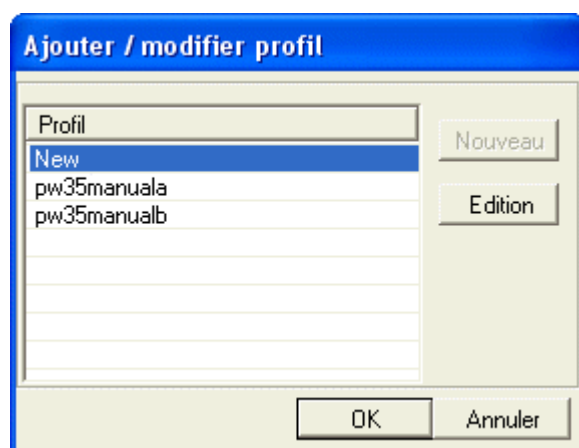 Ajouter / modifier profil
Profil
Nouveau
New
pw35manuala
Edition
pw35manualb
OK
Annuler